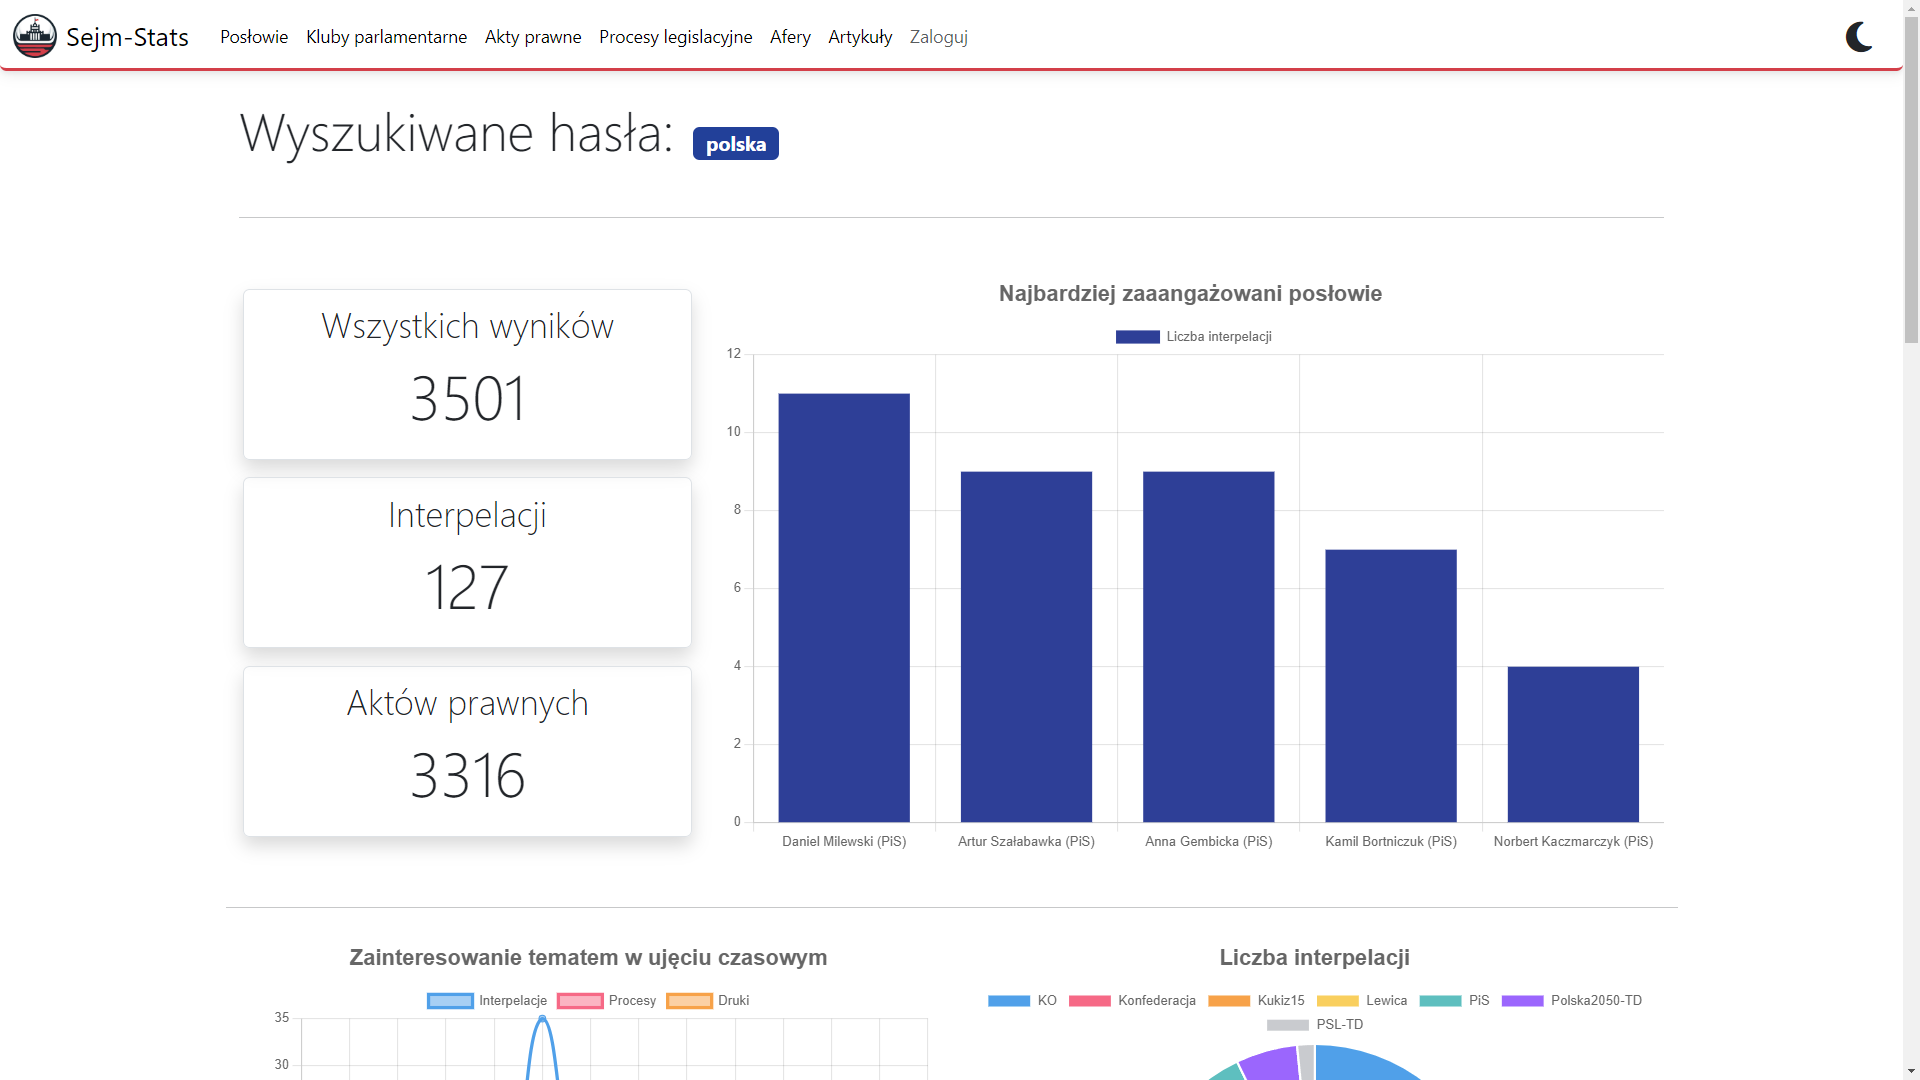 Sejm-Stats Posłowie Kluby parlamentarne Akty prawne Procesy legislacyjne Afery Artykuły Zaloguj
Wyszukiwane hasła: polska
Wszystkich wyników
3501
Interpelacji
127
Aktów prawnych
3316
Najbardziej zaaangażowani posłowie
Liczba interpelacji
12
10
8
6
4
2
0
Daniel Milewski (PiS) Artur Szałabawka (PiS) Anna Gembicka (PiS) Kamil Bortniczuk (PiS) Norbert Kaczmarczyk (PiS)
Zainteresowanie tematem w ujęciu czasowym
Interpelacje Procesy Druki
35
30
Liczba interpelacji
KO Konfederacja Kukiz15 Lewica PiS Polska2050-TD
PSL-TD